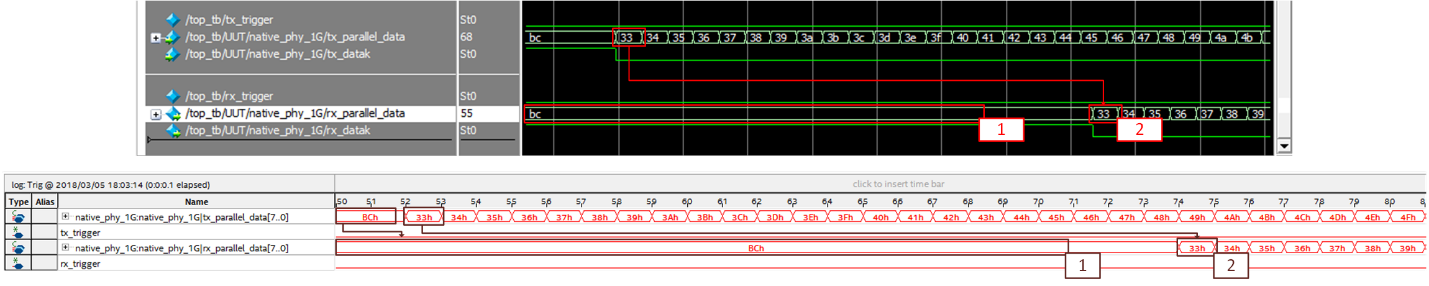 /top_tb/tx_trigger St0
/top_tb/UUT/native_phy_1G/tx_parallel_data 68 bc 33 34 35 36 37 38 39 3a 3b 3c 3d 3e 3f 40 41 42 43 44 45 46 47 48 49 4a 4b
/top_tb/UUT/native_phy_1G/tx_datak St0
/top_tb/rx_trigger St0
/top_tb/UUT/native_phy_1G/rx_parallel_data 55 bc 33 34 35 36 37 38 39
1 2
/top_tb/UUT/native_phy_1G/rx_datak St0
log: Trig @ 2018/03/05 18:03:14 (0:0:0.1 elapsed) click to insert time bar
Type Alias Name 50 51 52 53 54 55 56 57 58 59 60 61 62 63 64 65 66 67 68 69 70 71 72 73 74 75 76 77 78 79 80
native_phy_1G:native_phy_1G|tx_parallel_data[7..0] BCh 33h 34h 35h 36h 37h 38h 39h 3Ah 3Bh 3Ch 3Dh 3Eh 3Fh 40h 41h 42h 43h 44h 45h 46h 47h 48h 49h 4Ah 4Bh 4Ch 4Dh 4Eh 4Fh
tx_trigger
native_phy_1G:native_phy_1G|rx_parallel_data[7..0] BCh 33h 34h 35h 36h 37h 38h 39h
rx_trigger 1 2